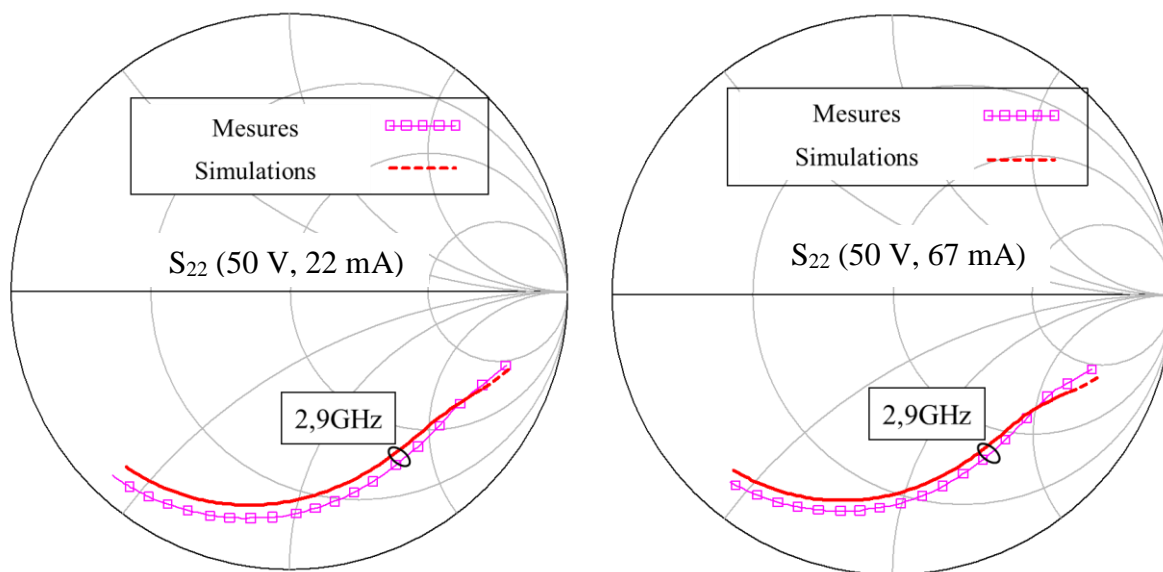 Mesures
Simulations
S₂₂ (50 V, 22 mA)
2,9GHz
Mesures
Simulations
S₂₂ (50 V, 67 mA)
2,9GHz